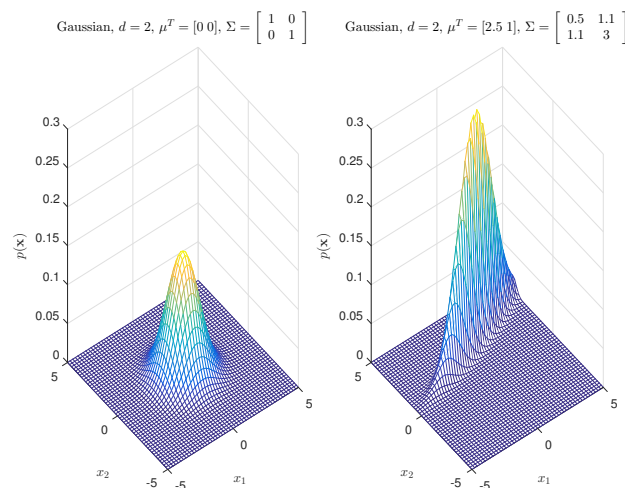 Gaussian, d = 2, μ^T = [0 0], Σ = [ 1 0
0 1 ]
0.3
0.25
0.2
0.15
0.1
0.05
0
p(x)
5
0
-5
x_2
-5
0
5
x_1
Gaussian, d = 2, μ^T = [2.5 1], Σ = [ 0.5 1.1
1.1 3 ]
0.3
0.25
0.2
0.15
0.1
0.05
0
p(x)
5
0
-5
x_2
-5
0
5
x_1